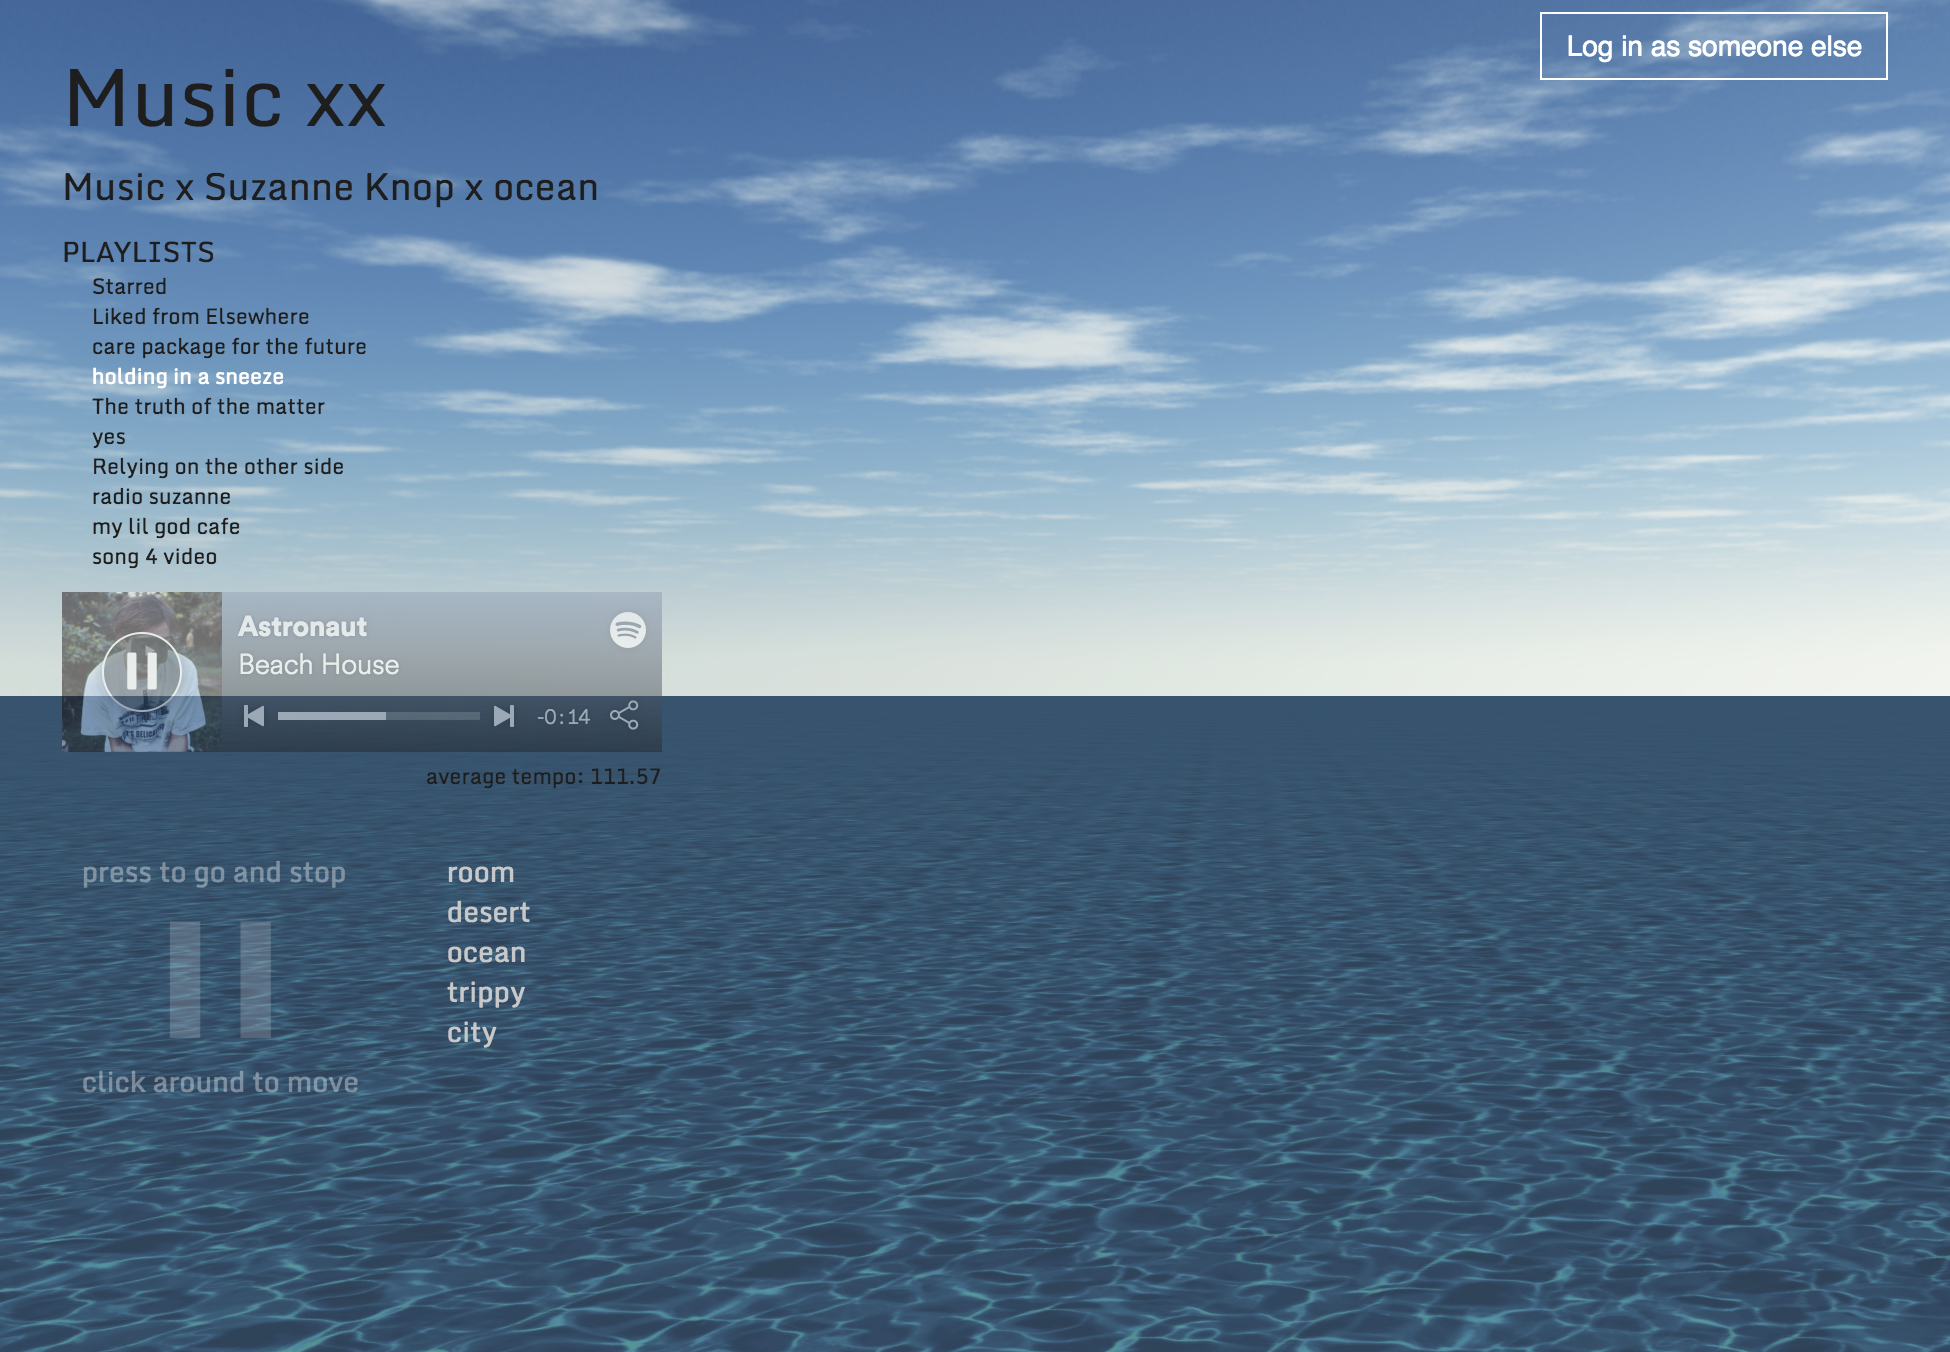 Log in as someone else
Music xx
Music x Suzanne Knop x ocean
PLAYLISTS
Starred
Liked from Elsewhere
care package for the future
holding in a sneeze
The truth of the matter
yes
Relying on the other side
radio suzanne
my lil god cafe
song 4 video
Astronaut
Beach House
-0:14
average tempo: 111.57
press to go and stop
click around to move
room
desert
ocean
trippy
city